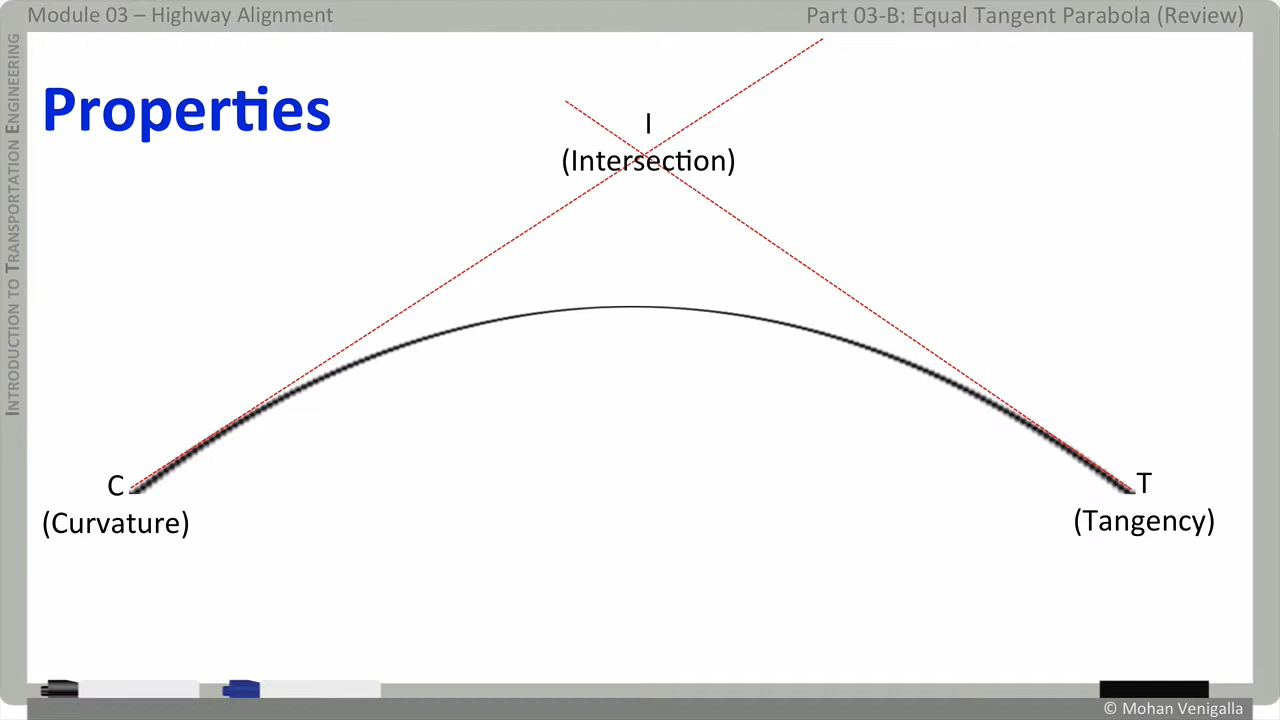 Module 03 – Highway Alignment
Part 03-B: Equal Tangent Parabola (Review)
INTRODUCTION TO TRANSPORTATION ENGINEERING
Properties
I
(Intersection)
C
(Curvature)
T
(Tangency)
© Mohan Venigalla